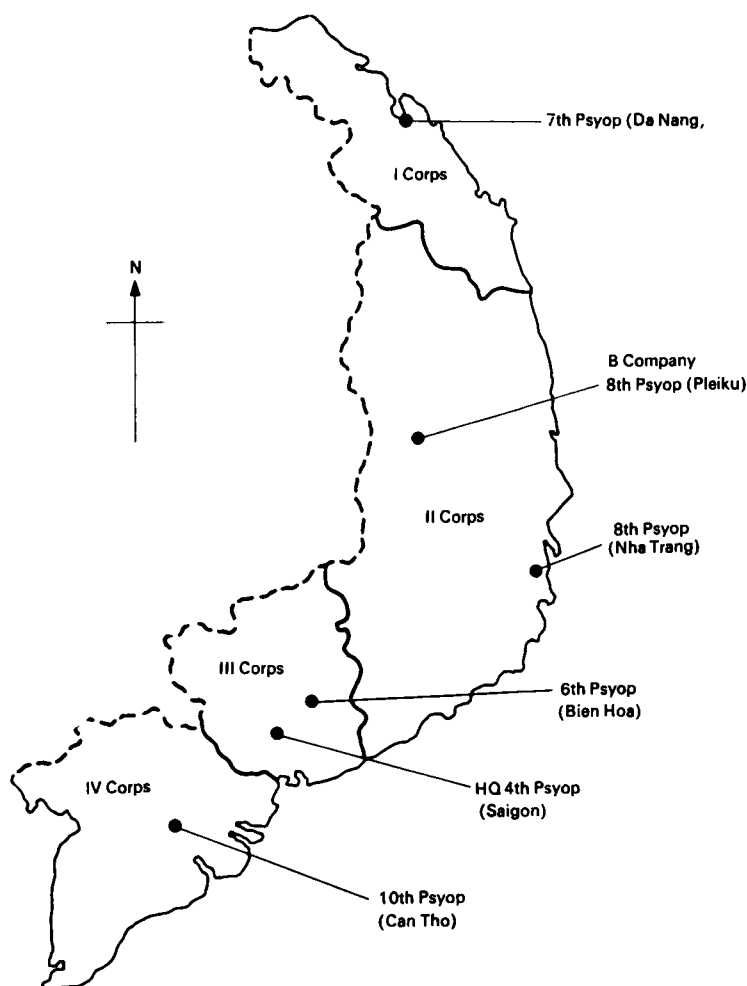 7th Psyop (Da Nang,
I Corps
N
B Company
8th Psyop (Pleiku)
II Corps
8th Psyop
(Nha Trang)
III Corps
6th Psyop
(Bien Hoa)
IV Corps
HQ 4th Psyop
(Saigon)
10th Psyop
(Can Tho)